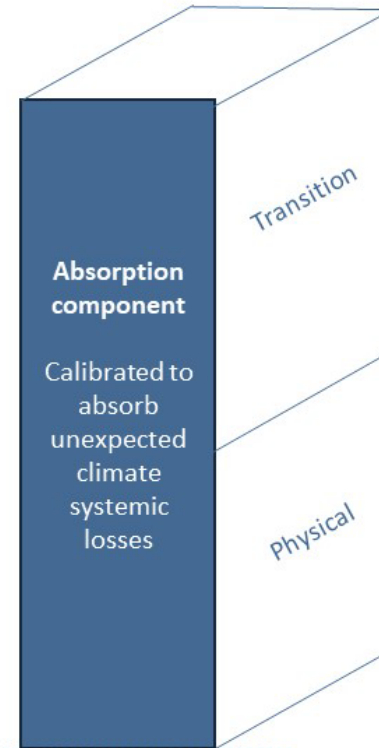 Transition
Absorption
component
Calibrated to
absorb
unexpected
climate
systemic
losses
Physical